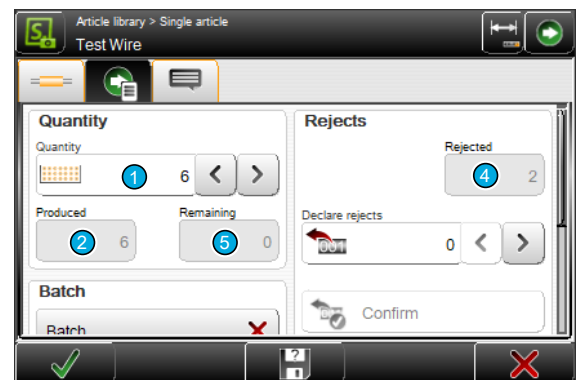 Article library > Single article
Test Wire
Quantity
Quantity
1
6
Produced
2
6
Remaining
5
0
Batch
Batch
Rejects
Rejected
4
2
Declare rejects
001
0
Confirm
?